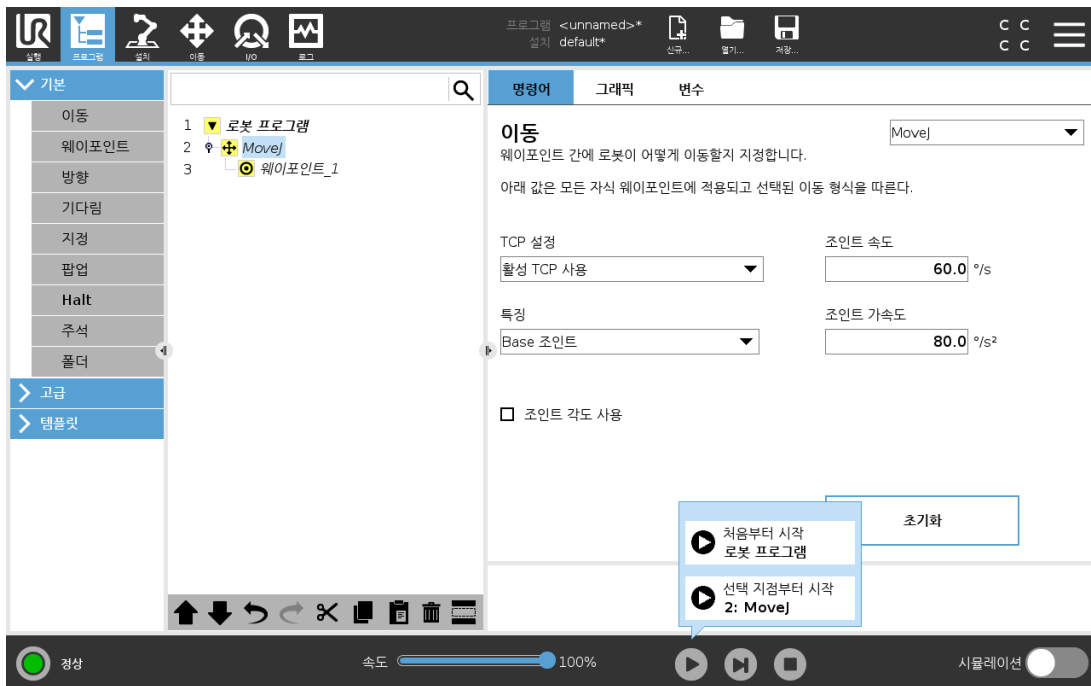 UR
실행
프로그램
설치
이동
I/O
로그
프로그램 <unnamed>*
설치 default*
신규...
열기...
저장...
C C
C C
기본
이동
웨이포인트
방향
기다림
지정
팝업
Halt
주석
폴더
고급
템플릿
1 로봇 프로그램
2 MoveJ
3 웨이포인트_1
명령어 그래픽 변수
이동
MoveJ
웨이포인트 간에 로봇이 어떻게 이동할지 지정합니다.
아래 값은 모든 자식 웨이포인트에 적용되고 선택된 이동 형식을 따른다.
TCP 설정
조인트 속도
활성 TCP 사용
60.0 °/s
특징
조인트 가속도
Base 조인트
80.0 °/s²
조인트 각도 사용
초기화
처음부터 시작
로봇 프로그램
선택 지점부터 시작
2: MoveJ
정상
속도
100%
시뮬레이션